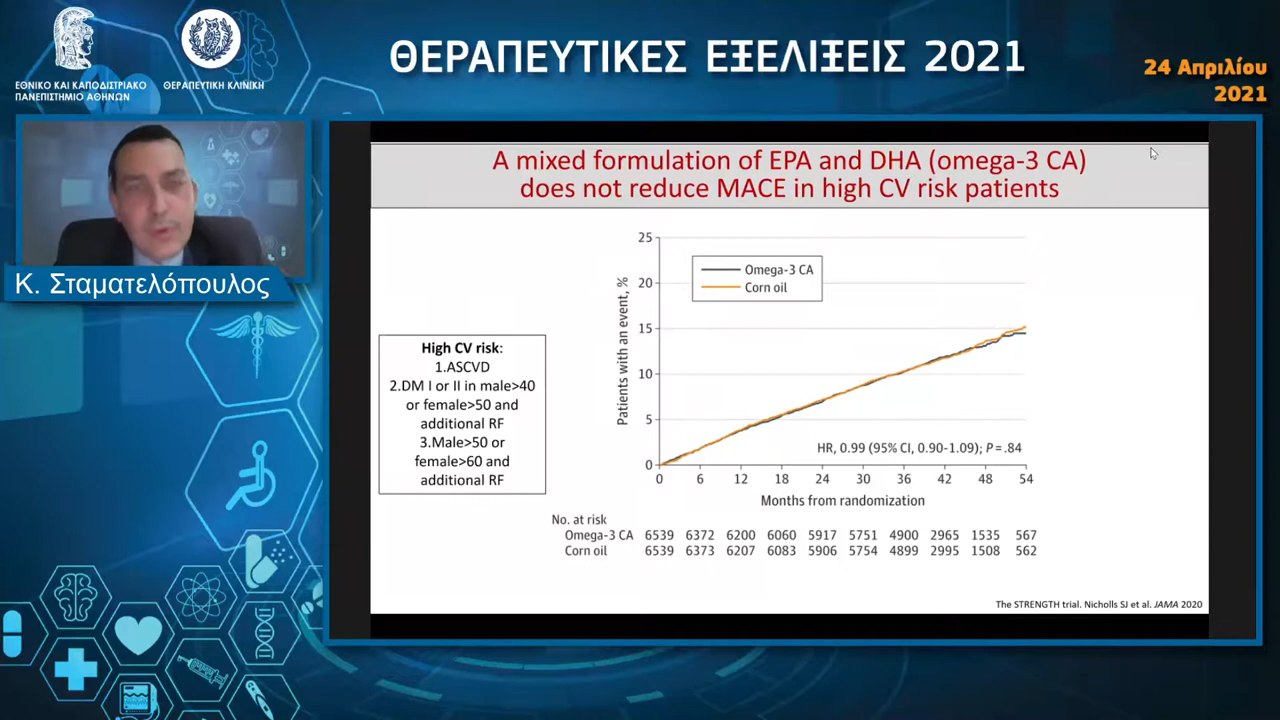 ΕΘΝΙΚΟ ΚΑΙ ΚΑΠΟΔΙΣΤΡΙΑΚΟ
ΠΑΝΕΠΙΣΤΗΜΙΟ ΑΘΗΝΩΝ
ΘΕΡΑΠΕΥΤΙΚΗ ΚΛΙΝΙΚΗ
ΘΕΡΑΠΕΥΤΙΚΕΣ ΕΞΕΛΙΞΕΙΣ 2021
24 Απριλίου
2021
Κ. Σταματελόπουλος
A mixed formulation of EPA and DHA (omega-3 CA)
does not reduce MACE in high CV risk patients
High CV risk:
1.ASCVD
2.DM I or II in male>40
or female>50 and
additional RF
3.Male>50 or
female>60 and
additional RF
Patients with an event, %
25
20
15
10
5
0
Omega-3 CA
Corn oil
HR, 0.99 (95% CI, 0.90-1.09); P = .84
0 6 12 18 24 30 36 42 48 54
Months from randomization
No. at risk
Omega-3 CA 6539 6372 6200 6060 5917 5751 4900 2965 1535 567
Corn oil 6539 6373 6207 6083 5906 5754 4899 2995 1508 562
The STRENGTH trial. Nicholls SJ et al. JAMA 2020